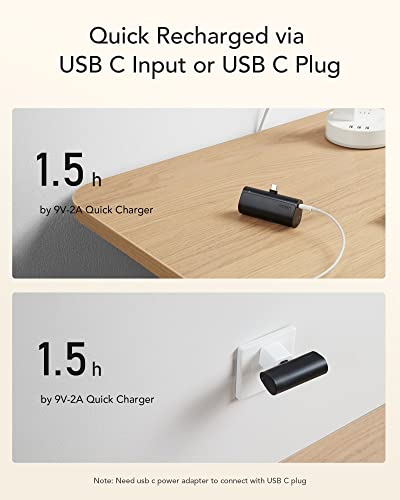 Quick Recharged via
USB C Input or USB C Plug
1.5 h
by 9V-2A Quick Charger
1.5 h
by 9V-2A Quick Charger
Note: Need usb c power adapter to connect with USB C plug